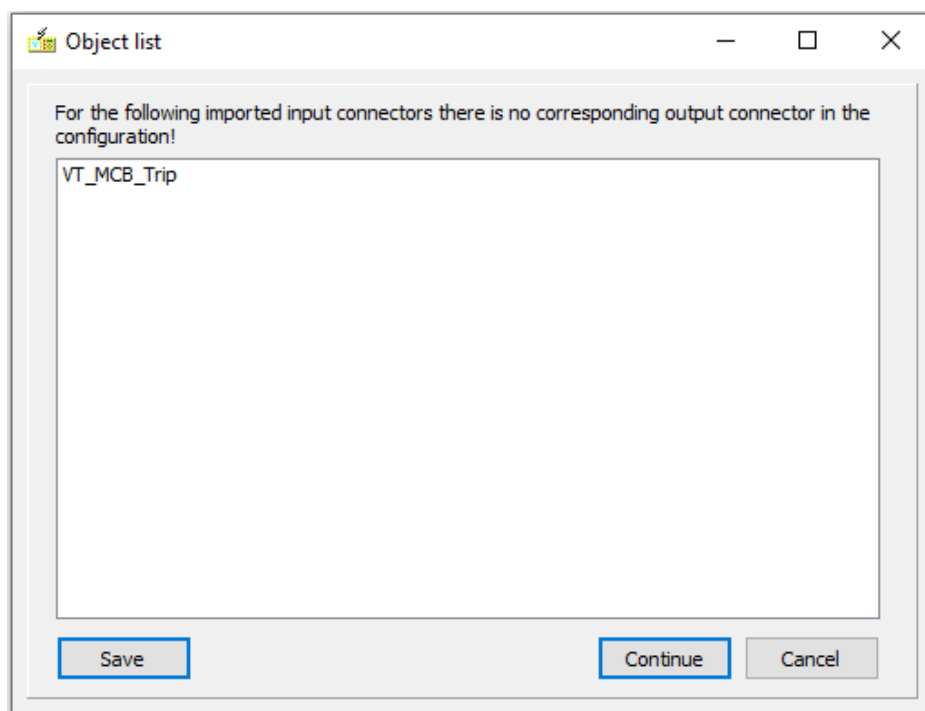 Object list
For the following imported input connectors there is no corresponding output connector in the
configuration!
VT_MCB_Trip
Save
Continue
Cancel